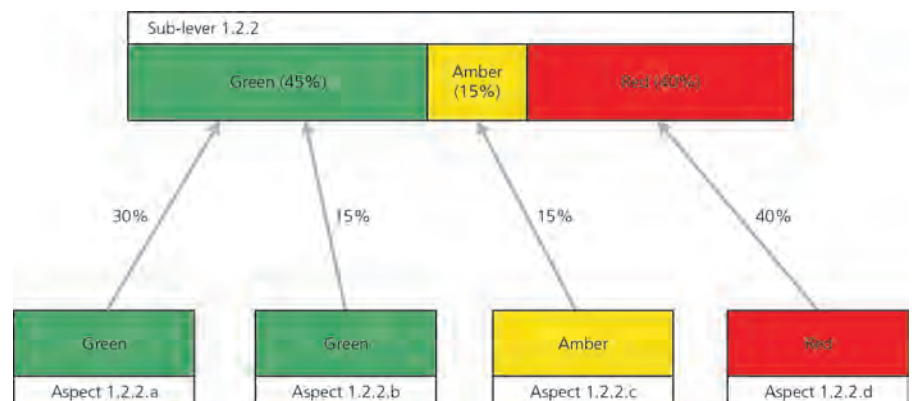 Sub-lever 1.2.2
Green (45%)
Amber
(15%)
Red (40%)
30%
15%
15%
40%
Green
Green
Amber
Red
Aspect 1.2.2.a
Aspect 1.2.2.b
Aspect 1.2.2.c
Aspect 1.2.2.d